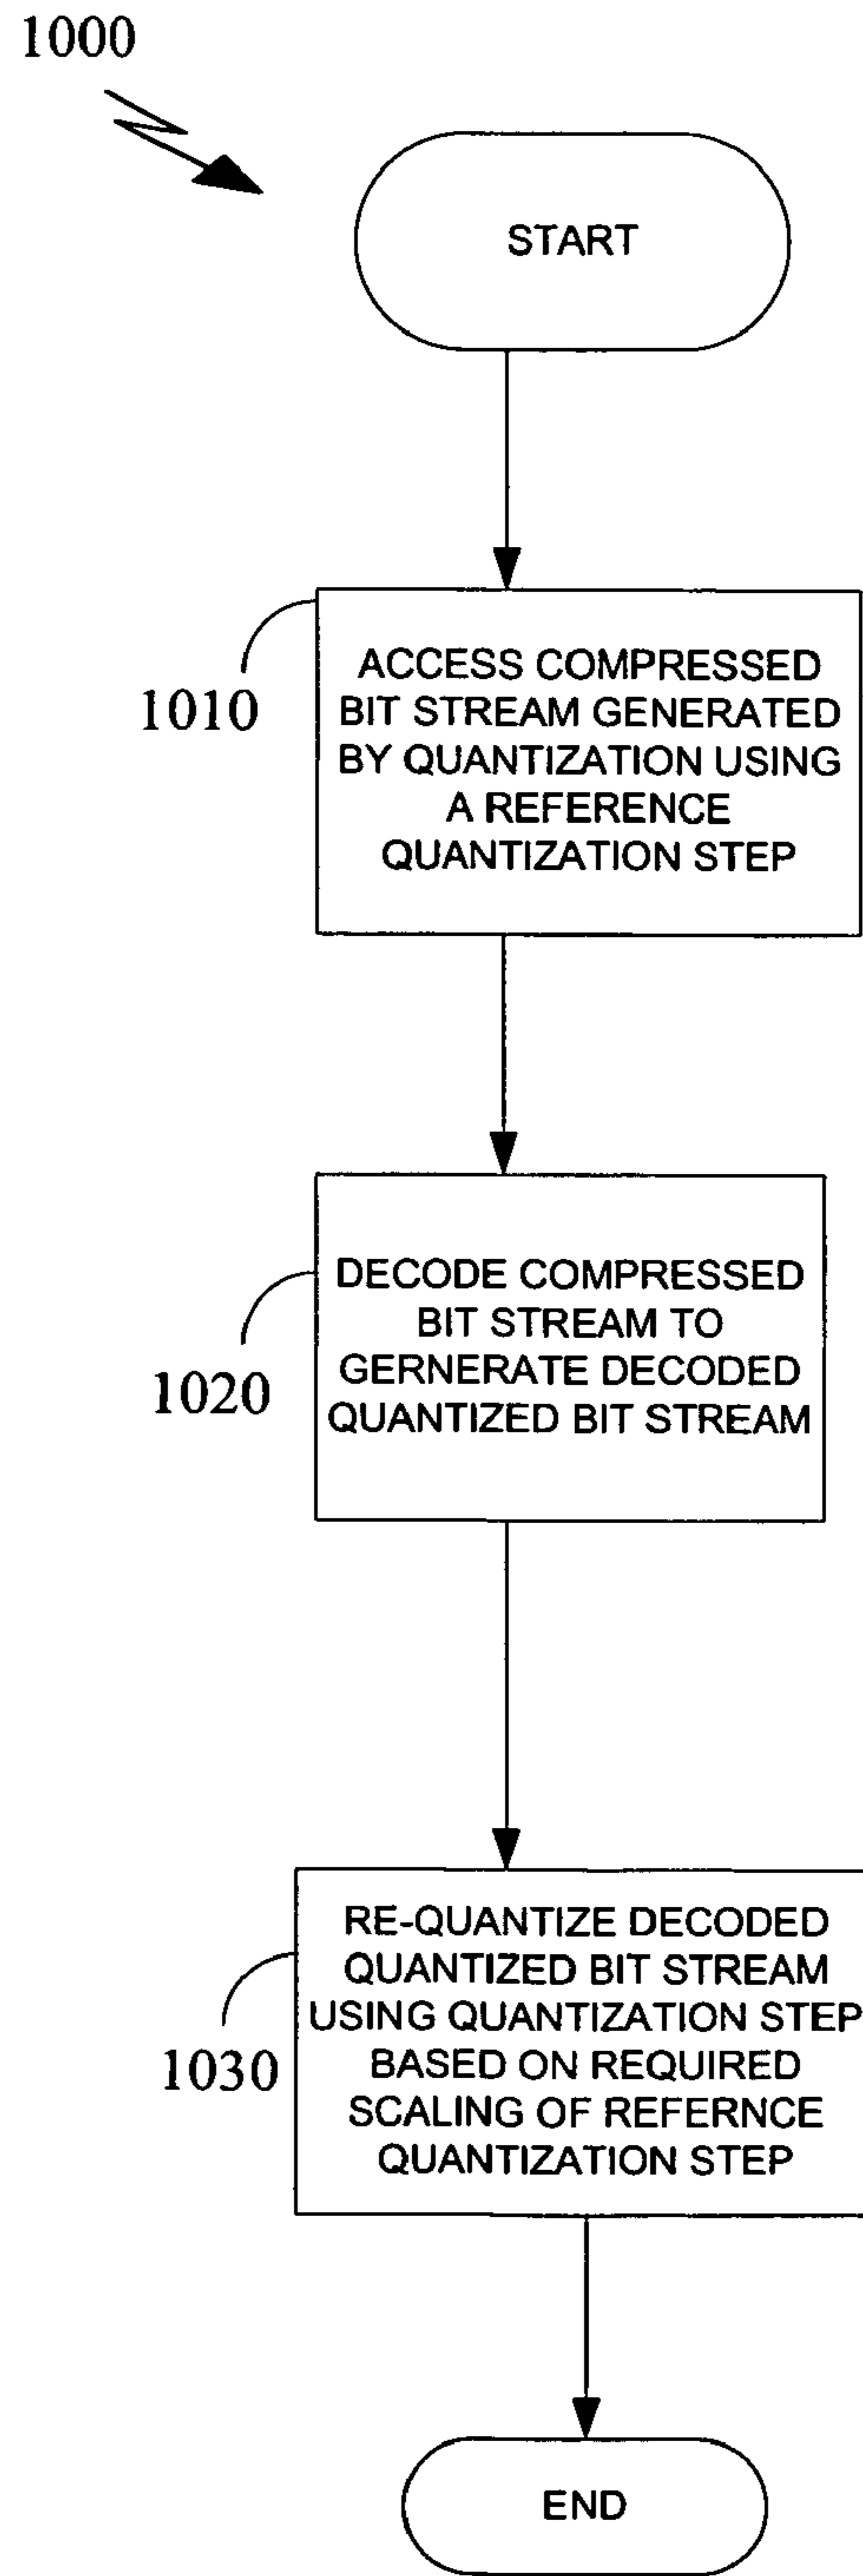 1000
START
ACCESS COMPRESSED
BIT STREAM GENERATED
BY QUANTIZATION USING
A REFERENCE
QUANTIZATION STEP
1010
DECODE COMPRESSED
BIT STREAM TO
GERNERATE DECODED
QUANTIZED BIT STREAM
1020
RE-QUANTIZE DECODED
QUANTIZED BIT STREAM
USING QUANTIZATION STEP
BASED ON REQUIRED
SCALING OF REFERNCE
QUANTIZATION STEP
1030
END